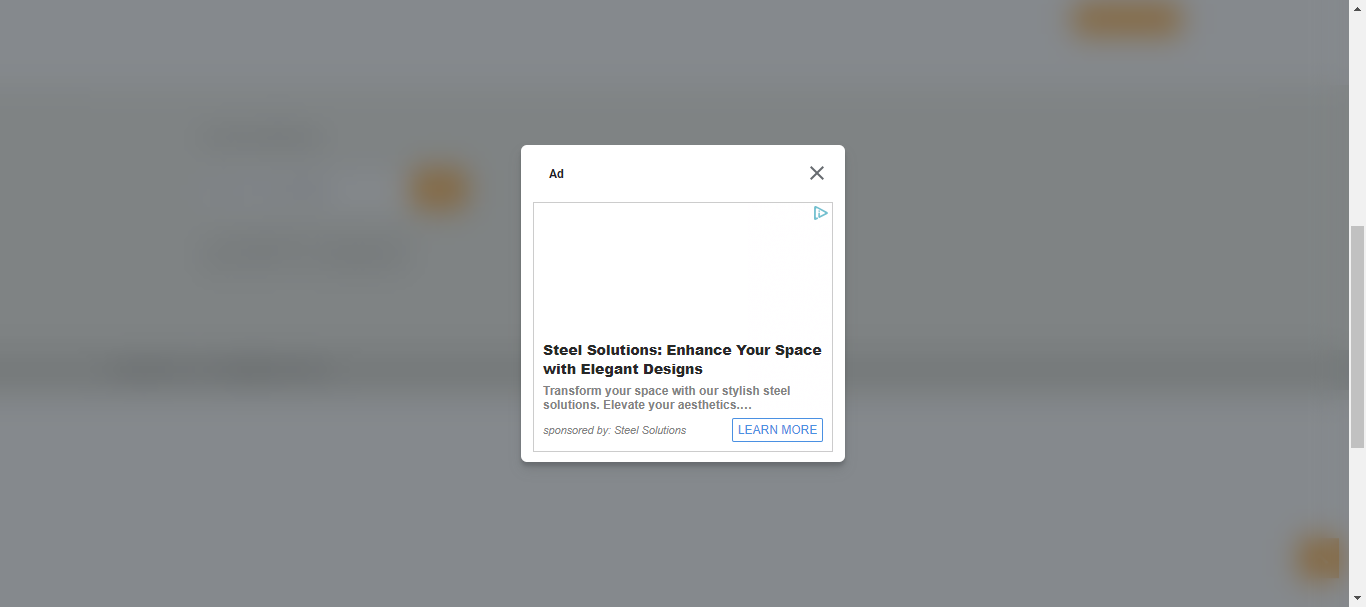 Ad
Steel Solutions: Enhance Your Space
with Elegant Designs
Transform your space with our stylish steel
solutions. Elevate your aesthetics....
sponsored by: Steel Solutions
LEARN MORE